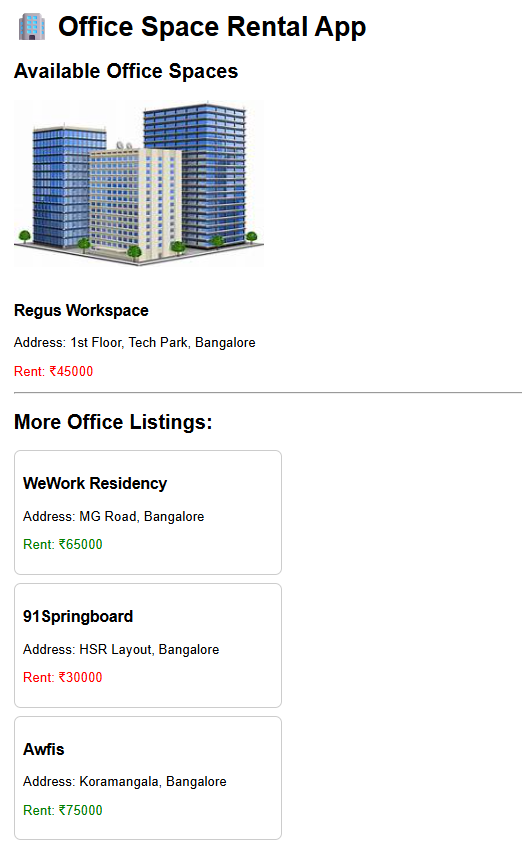 🏢 Office Space Rental App
Available Office Spaces
Regus Workspace
Address: 1st Floor, Tech Park, Bangalore
Rent: ₹45000
More Office Listings:
WeWork Residency
Address: MG Road, Bangalore
Rent: ₹65000
91Springboard
Address: HSR Layout, Bangalore
Rent: ₹30000
Awfis
Address: Koramangala, Bangalore
Rent: ₹75000